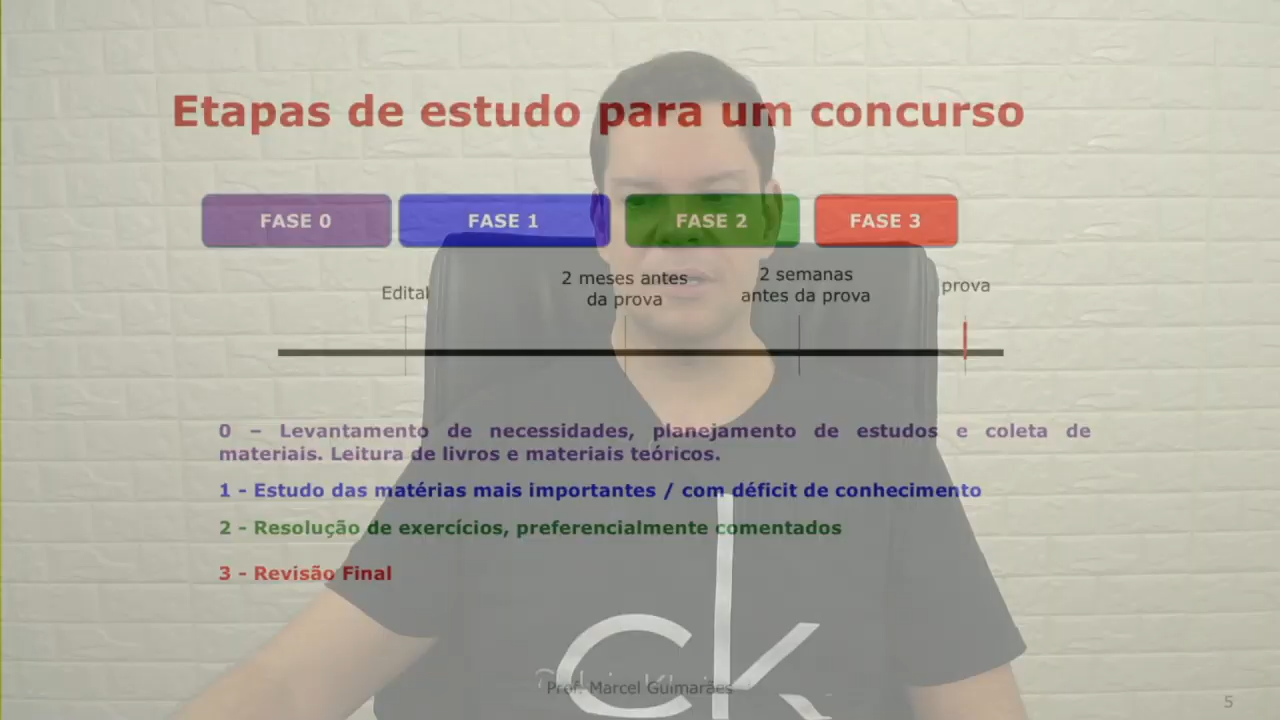 Etapas de estudo para um concurso
FASE 0
FASE 1
FASE 2
FASE 3
Edital
2 meses antes
da prova
2 semanas
antes da prova
prova
0 – Levantamento de necessidades, planejamento de estudos e coleta de
materiais. Leitura de livros e materiais teóricos.
1 - Estudo das matérias mais importantes / com déficit de conhecimento
2 - Resolução de exercícios, preferencialmente comentados
3 - Revisão Final
ck
Prof. Marcel Guimarães
5